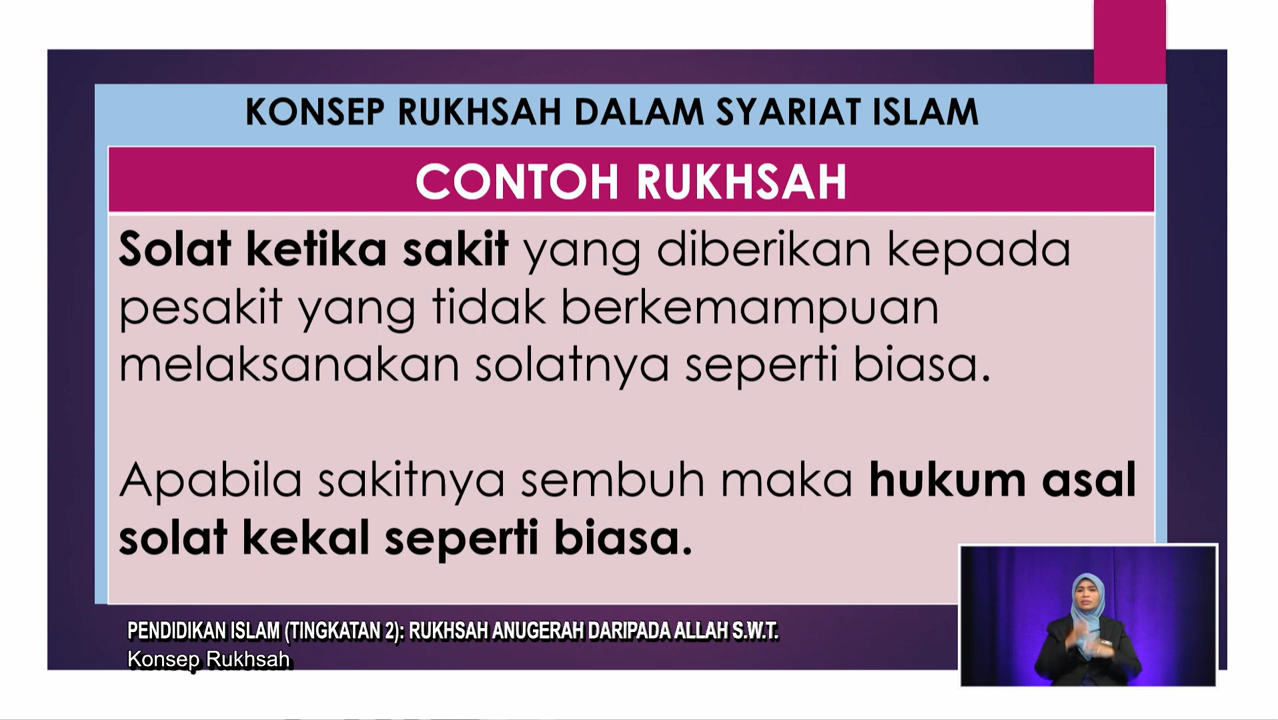 KONSEP RUKHSAH DALAM SYARIAT ISLAM
CONTOH RUKHSAH
Solat ketika sakit yang diberikan kepada
pesakit yang tidak berkemampuan
melaksanakan solatnya seperti biasa.
Apabila sakitnya sembuh maka hukum asal
solat kekal seperti biasa.
PENDIDIKAN ISLAM (TINGKATAN 2): RUKHSAH ANUGERAH DARIPADA ALLAH S.W.T.
Konsep Rukhsah